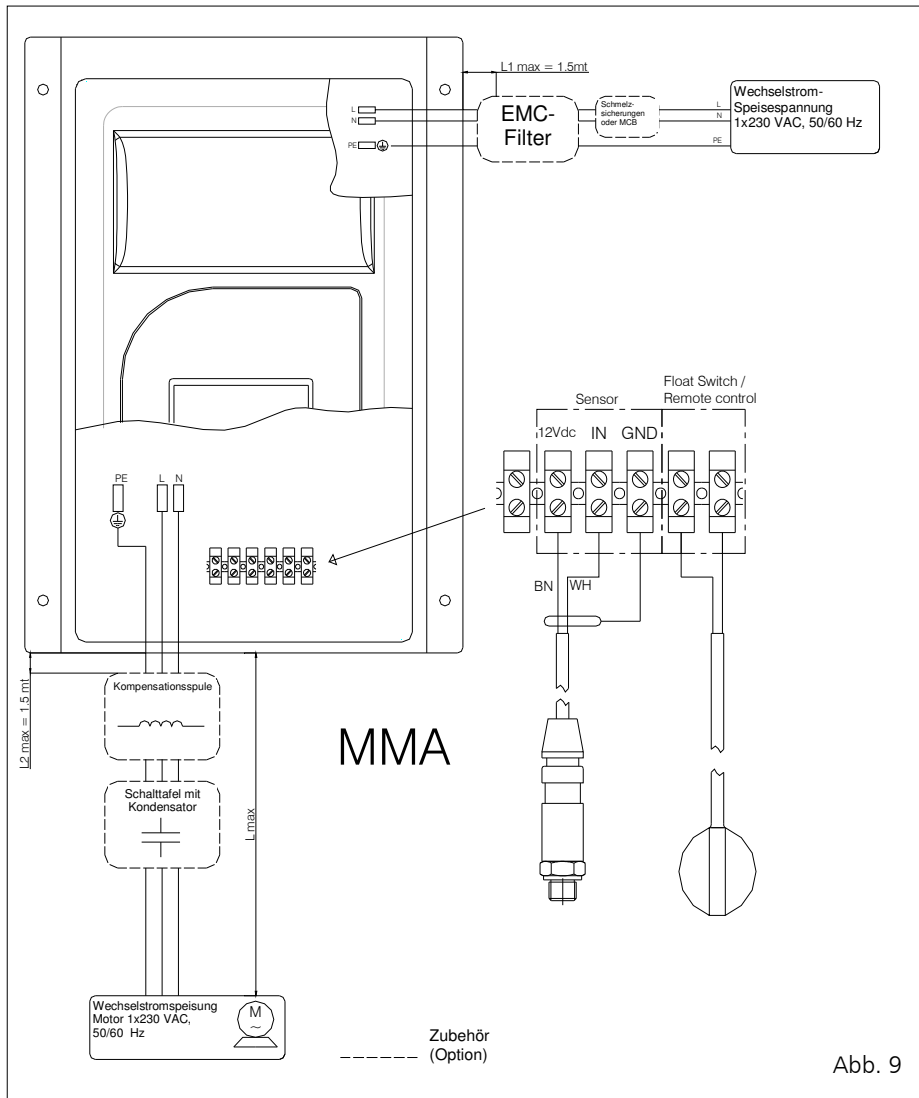 L1 max = 1.5mt
L
N
PE
EMC-
Filter
Schmelz-
sicherungen
oder MCB
L
N
PE
Wechselstrom-
Speisespannung
1x230 VAC, 50/60 Hz
Sensor
Float Switch /
Remote control
12Vdc IN GND
BN WH
PE L N
L2 max = 1.5 mt
Kompensationsspule
Schalttafel mit
Kondensator
L max
MMA
Wechselstromspeisung
Motor 1x230 VAC,
50/60 Hz
M
~
Zubehör
(Option)
Abb. 9